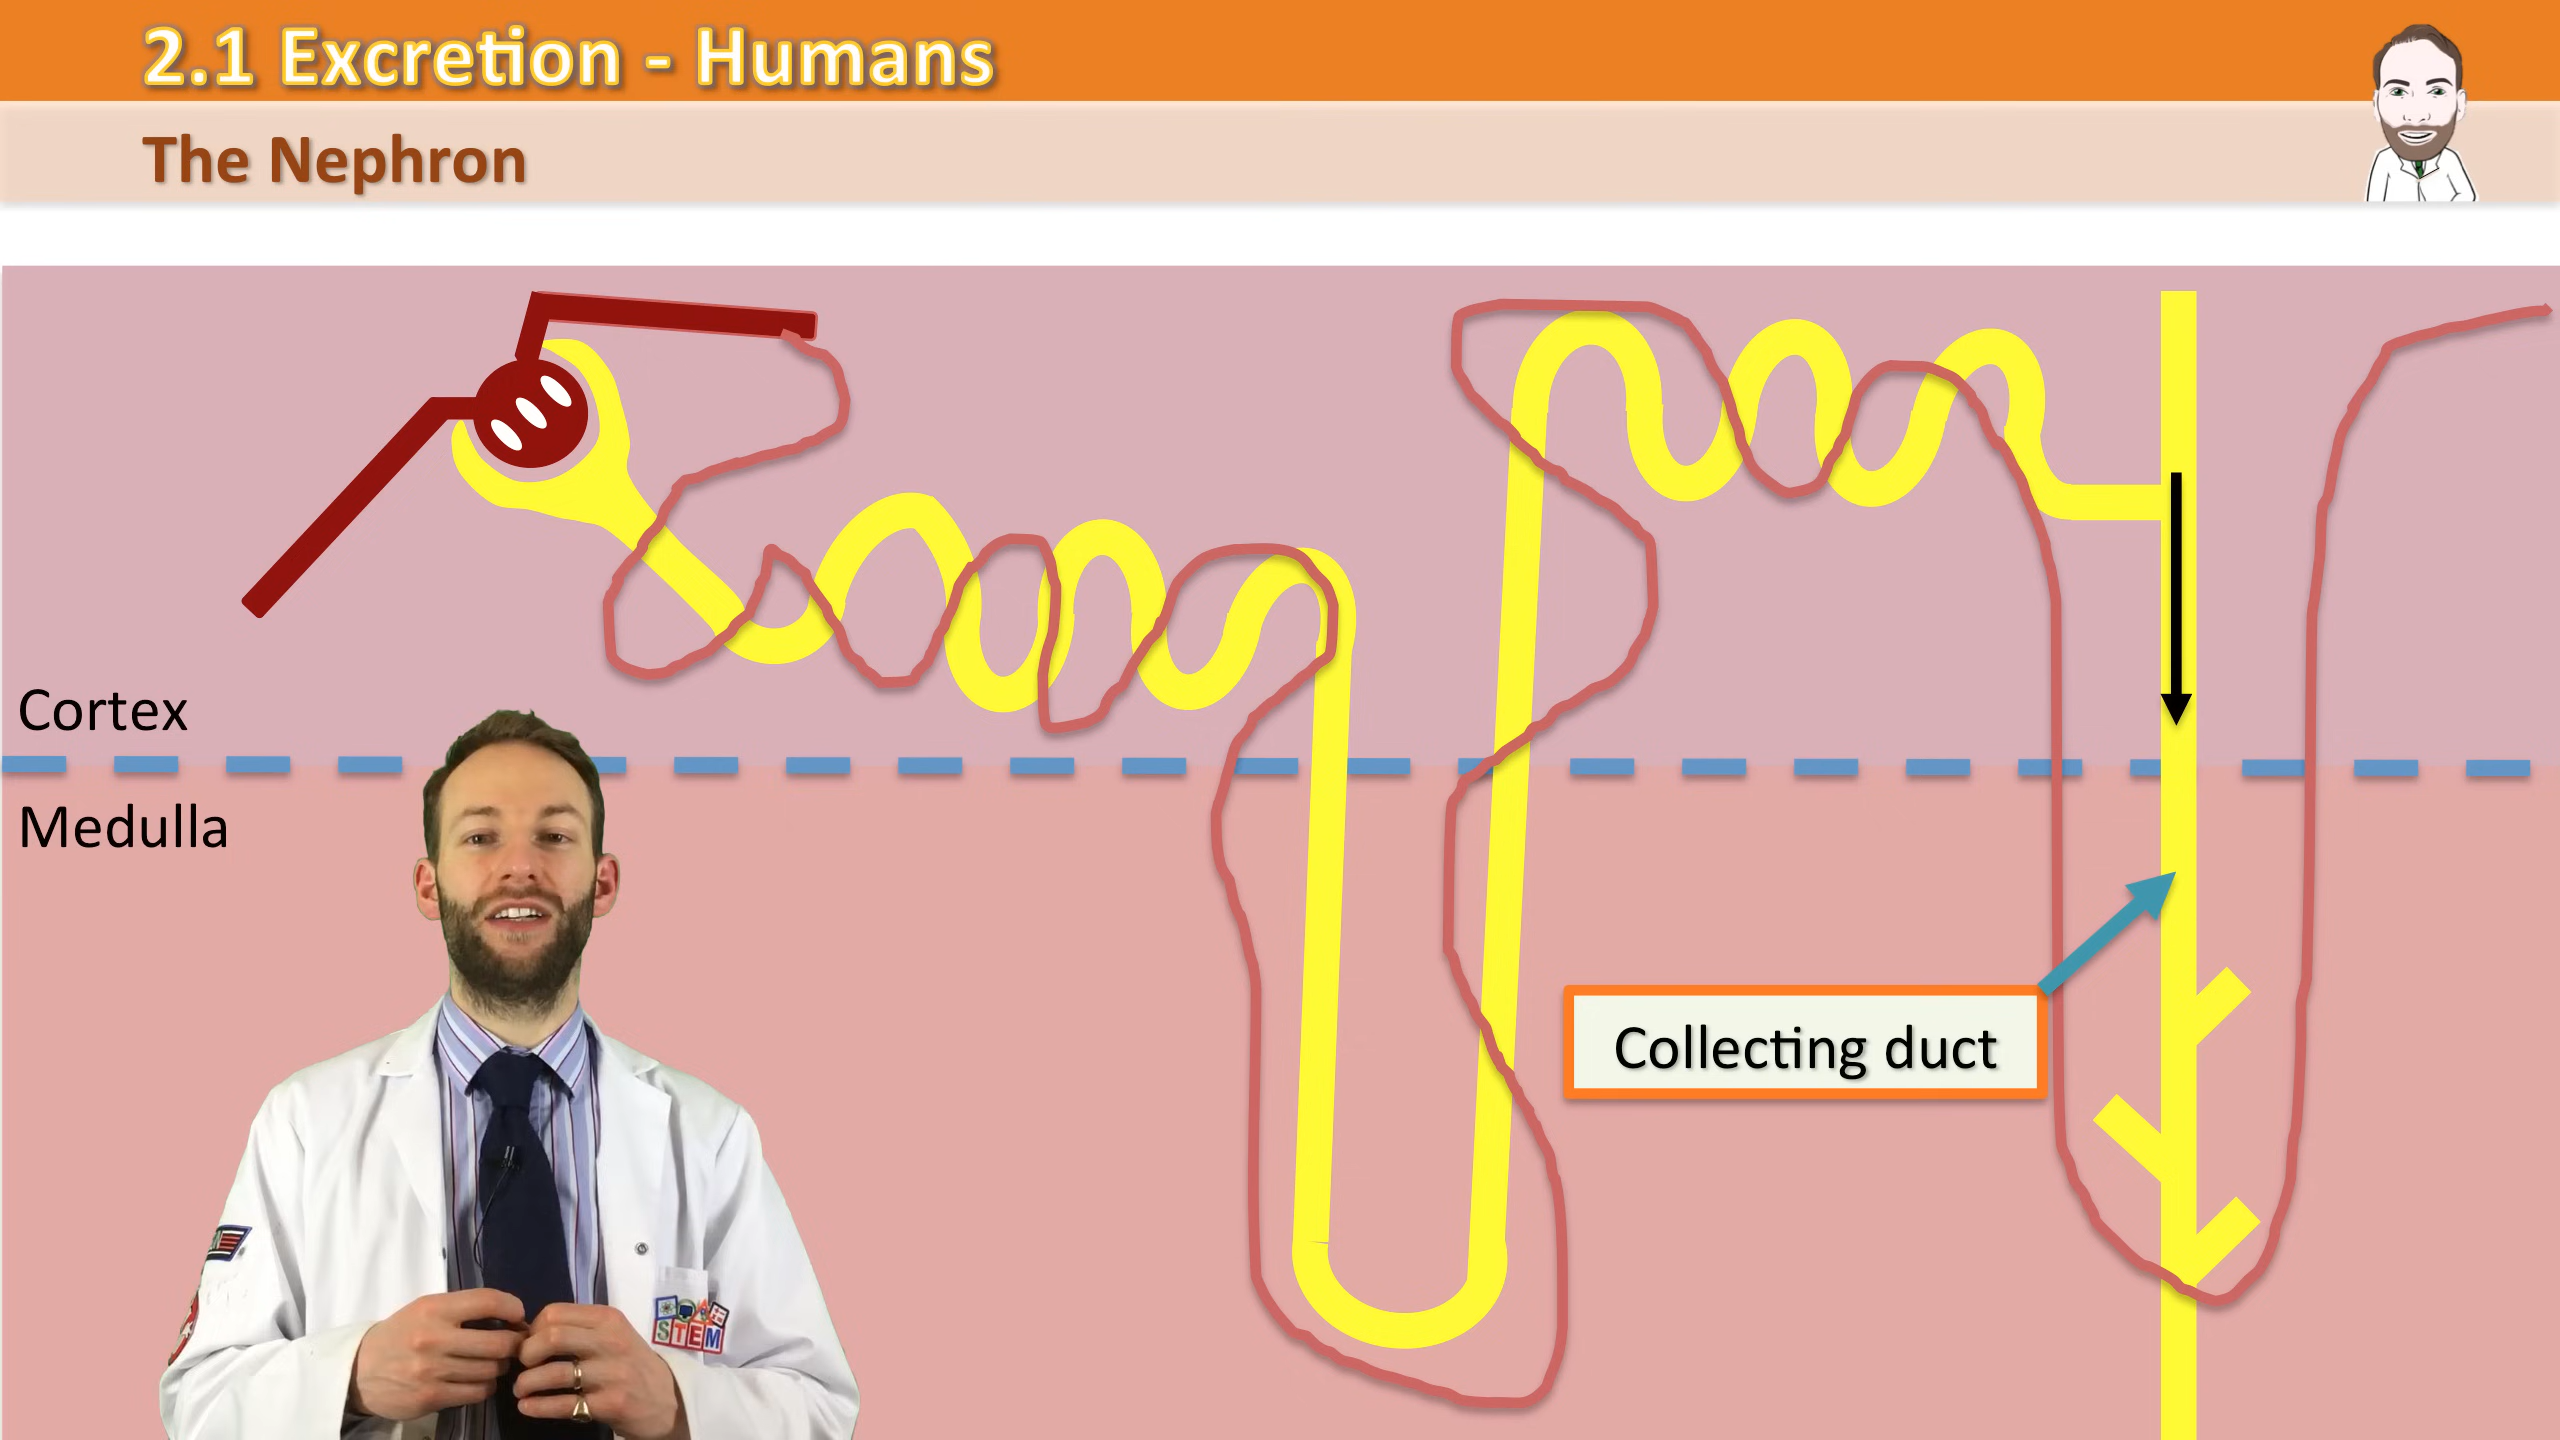 2.1 Excretion - Humans
The Nephron
Cortex
Medulla
Collecting duct
STEM